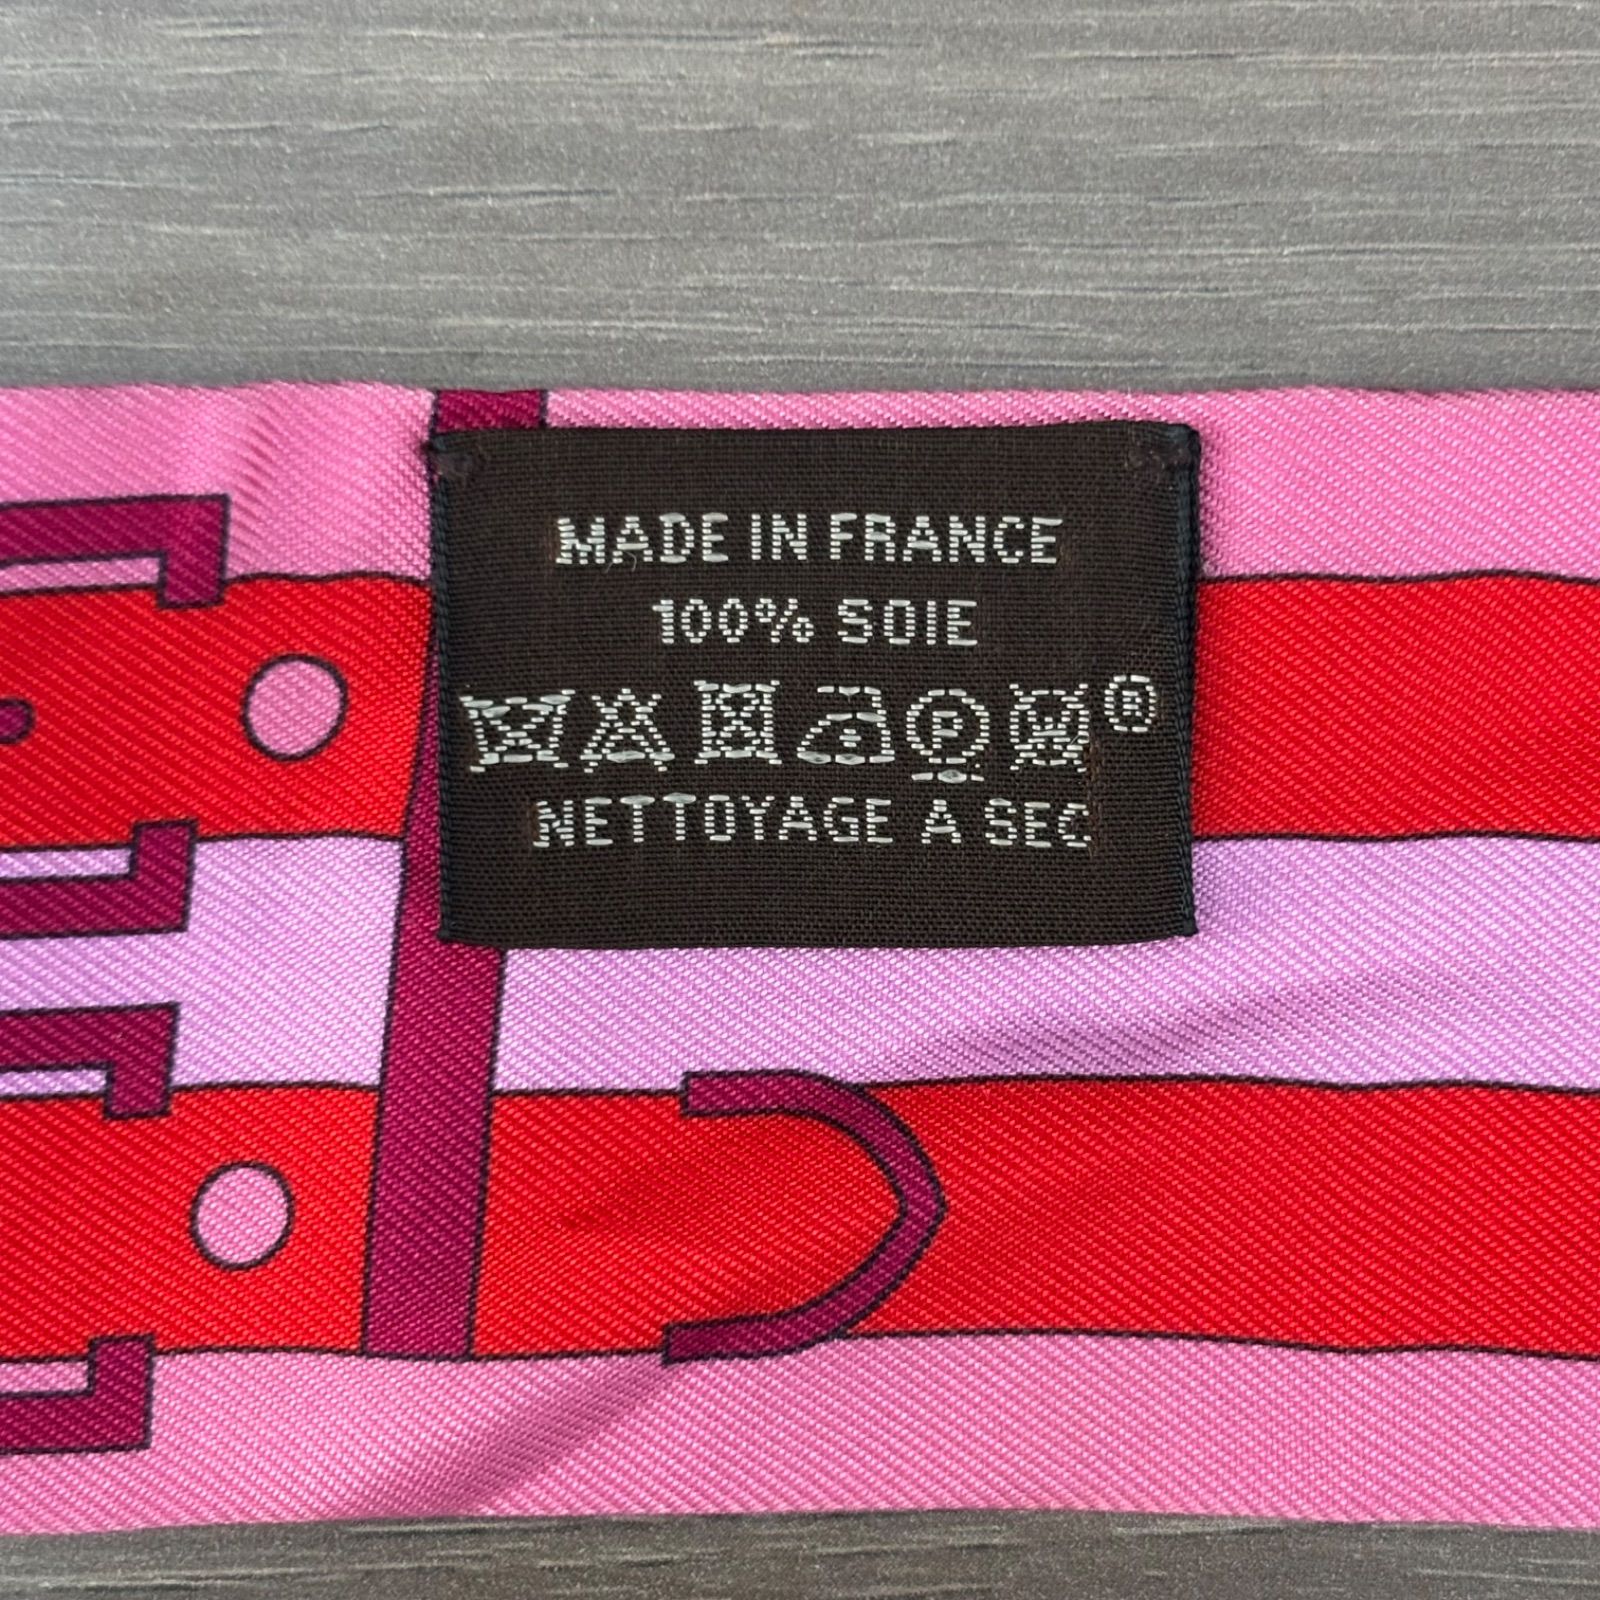 MADE IN FRANCE
100% SOIE
P W ®
NETTOYAGE A SEC